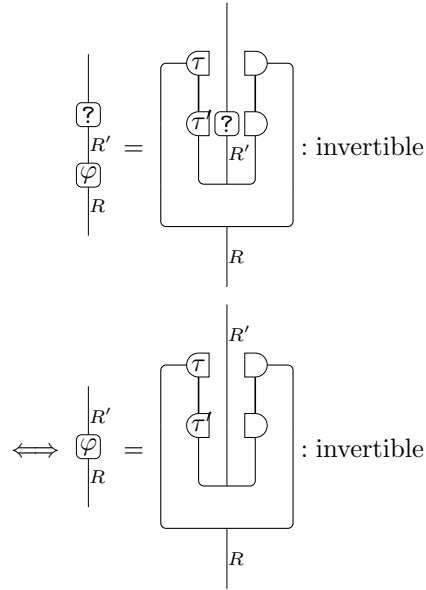 τ
? τ′ ?
R′ = R′ : invertible
φ
R
R
R′
τ
R′ τ′
⟺ φ = : invertible
R
R